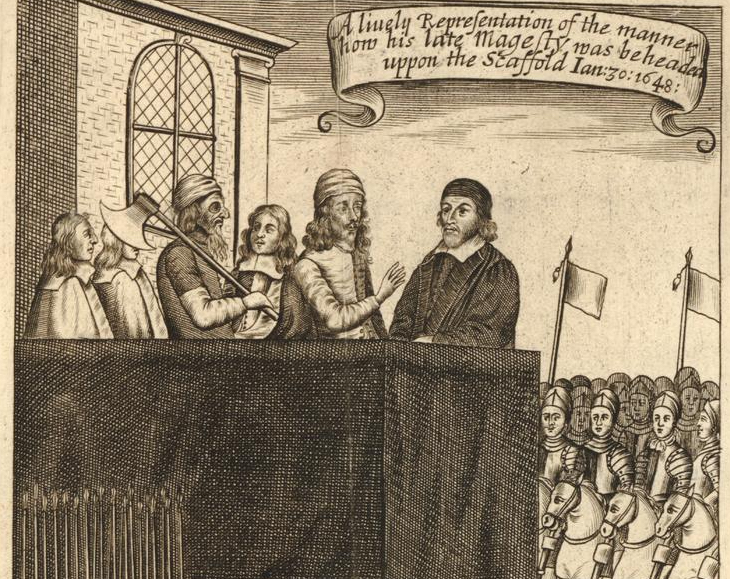 A liuely Representation of the manner
how his late Magesty was beheaded
uppon the Scaffold Ian: 30: 1648: